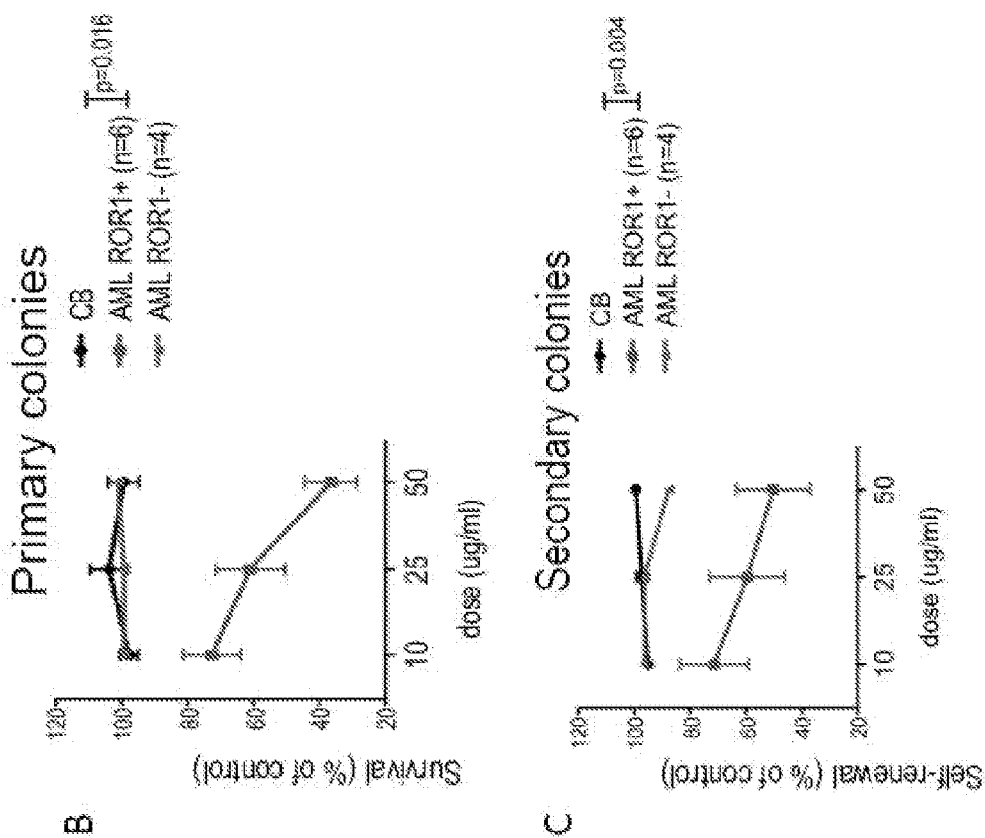 B
Primary colonies
CB
AML ROR1+ (n=6)
AML ROR1- (n=4)
p=0.016
Survival (% of control)
120
100
80
60
40
20
10
25
50
dose (ug/ml)
C
Secondary colonies
CB
AML ROR1+ (n=6)
AML ROR1- (n=4)
p=0.004
Self-renewal (% of control)
120
100
80
60
40
20
10
25
50
dose (ug/ml)